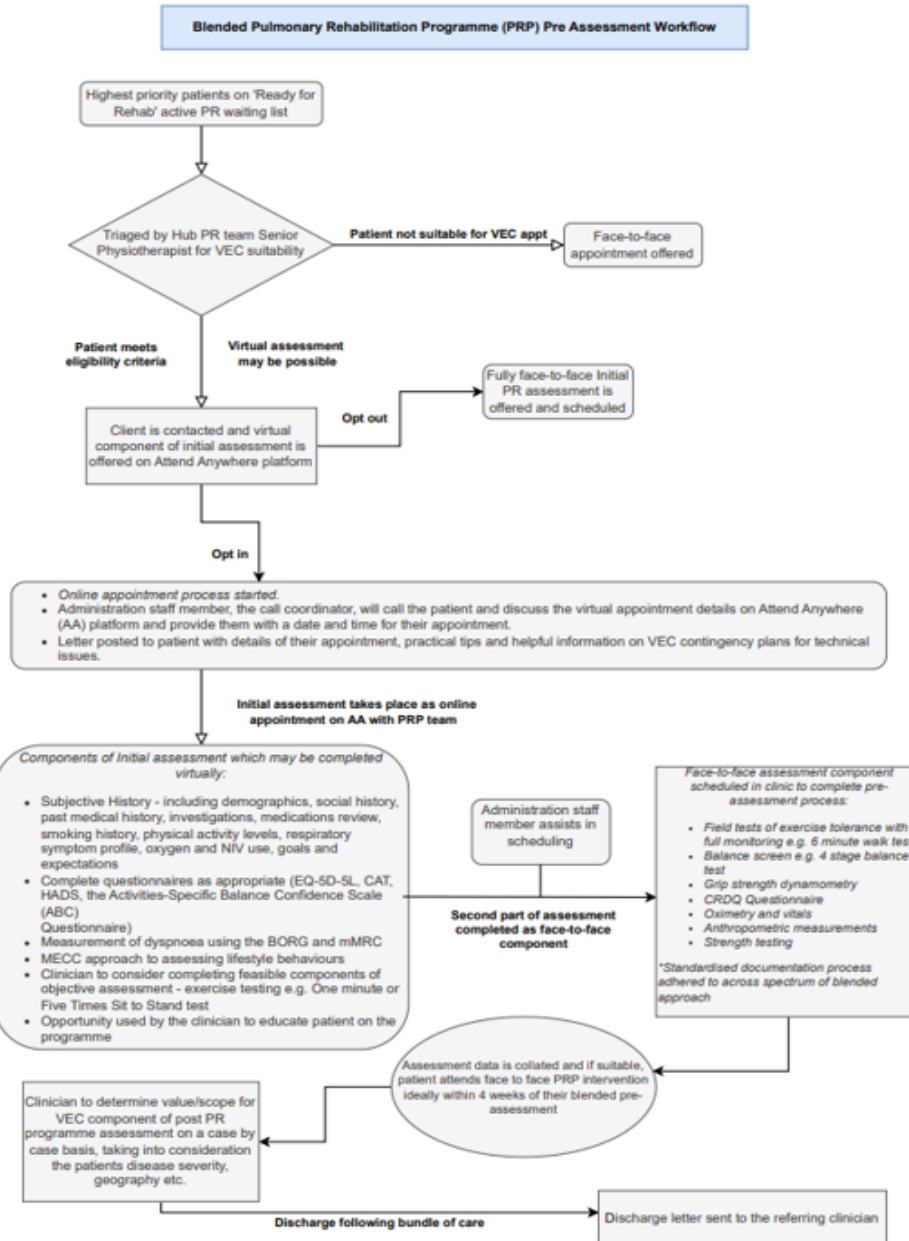 Blended Pulmonary Rehabilitation Programme (PRP) Pre Assessment Workflow
Highest priority patients on 'Ready for
Rehab' active PR waiting list
Triaged by Hub PR team Senior
Physiotherapist for VEC suitability
Patient not suitable for VEC appt
Face-to-face
appointment offered
Patient meets
eligibility criteria
Virtual assessment
may be possible
Fully face-to-face Initial
PR assessment is
offered and scheduled
Opt out
Client is contacted and virtual
component of initial assessment is
offered on Attend Anywhere platform
Opt in
• Online appointment process started.
• Administration staff member, the call coordinator, will call the patient and discuss the virtual appointment details on Attend Anywhere
(AA) platform and provide them with a date and time for their appointment.
• Letter posted to patient with details of their appointment, practical tips and helpful information on VEC contingency plans for technical
issues.
Initial assessment takes place as online
appointment on AA with PRP team
Components of Initial assessment which may be completed
virtually:
• Subjective History - including demographics, social history,
past medical history, investigations, medications review,
smoking history, physical activity levels, respiratory
symptom profile, oxygen and NIV use, goals and
expectations
• Complete questionnaires as appropriate (EQ-5D-5L, CAT,
HADS, the Activities-Specific Balance Confidence Scale
(ABC)
Questionnaire)
• Measurement of dyspnoea using the BORG and mMRC
• MECC approach to assessing lifestyle behaviours
• Clinician to consider completing feasible components of
objective assessment - exercise testing e.g. One minute or
Five Times Sit to Stand test
• Opportunity used by the clinician to educate patient on the
programme
Administration staff
member assists in
scheduling
Second part of assessment
completed as face-to-face
component
Face-to-face assessment component
scheduled in clinic to complete pre-
assessment process:
• Field tests of exercise tolerance with
full monitoring e.g. 6 minute walk test
• Balance screen e.g. 4 stage balance
test
• Grip strength dynamometry
• CRDQ Questionnaire
• Oximetry and vitals
• Anthropometric measurements
• Strength testing
*Standardised documentation process
adhered to across spectrum of blended
approach
Assessment data is collated and if suitable,
patient attends face to face PRP intervention
ideally within 4 weeks of their blended pre-
assessment
Clinician to determine value/scope for
VEC component of post PR
programme assessment on a case by
case basis, taking into consideration
the patients disease severity,
geography etc.
Discharge following bundle of care
Discharge letter sent to the referring clinician